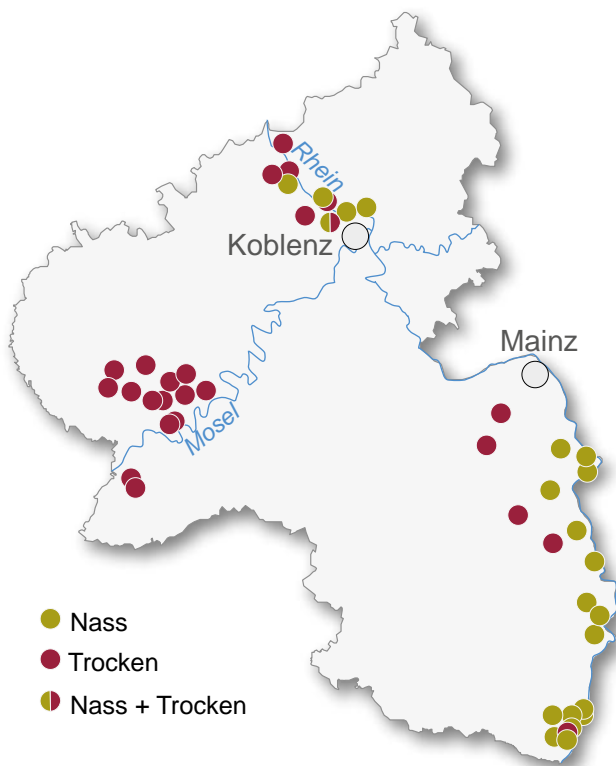 Rhein
Koblenz
Mainz
Mosel
Nass
Trocken
Nass + Trocken